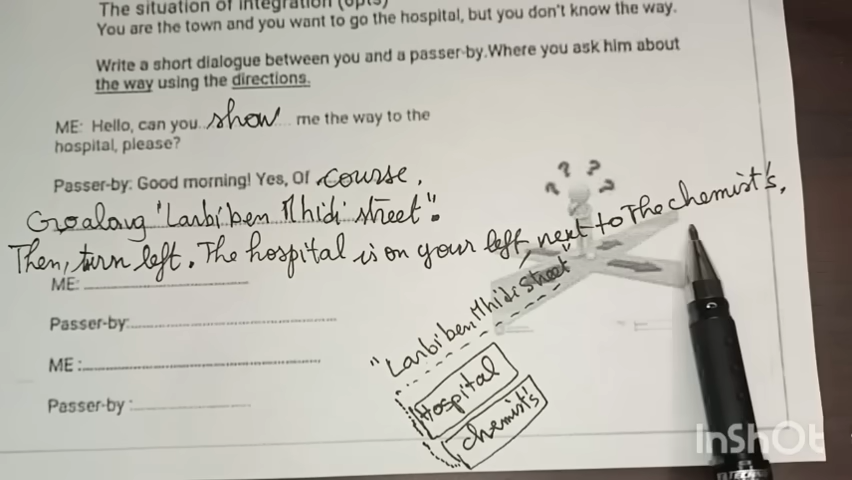 The situation of integration (6pts)
You are the town and you want to go the hospital, but you don't know the way.
Write a short dialogue between you and a passer-by.Where you ask him about
the way using the directions.
ME: Hello, can you show me the way to the
hospital, please?
Passer-by: Good morning! Yes, Of course,
Go along "Larbi ben Mhidi street".
Then, turn left. The hospital is on your left, next to The chemist's.
ME:
Passer-by:
ME :
Passer-by :
? ? ? ?
"Larbi ben Mhidi Street"
Hospital
chemist's
InShOt